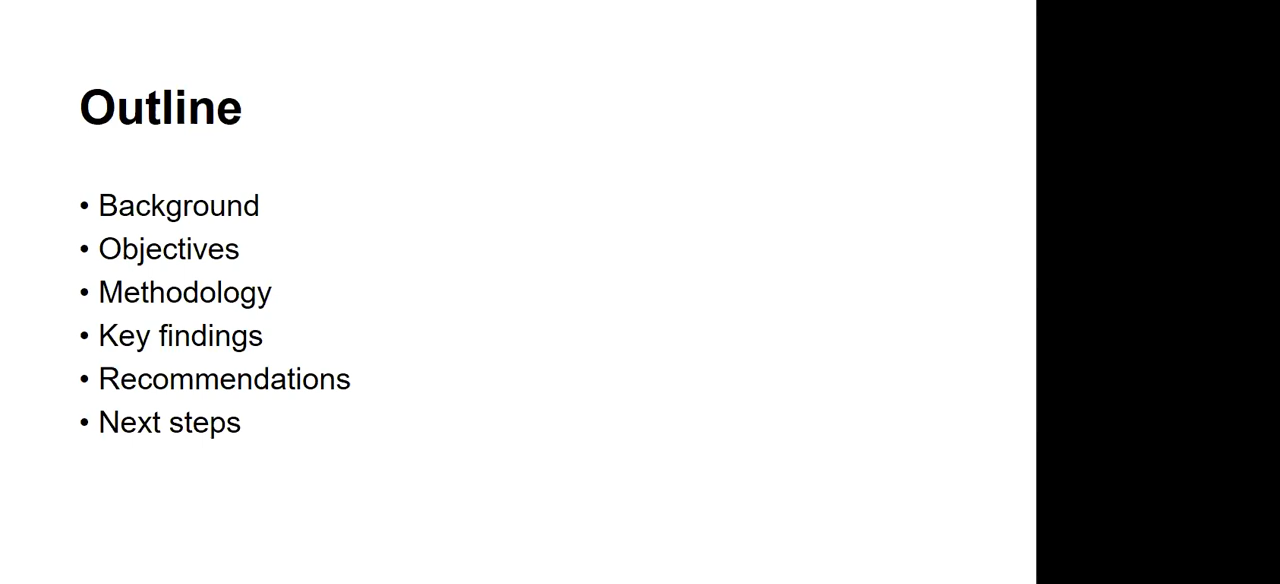 Outline
• Background
• Objectives
• Methodology
• Key findings
• Recommendations
• Next steps